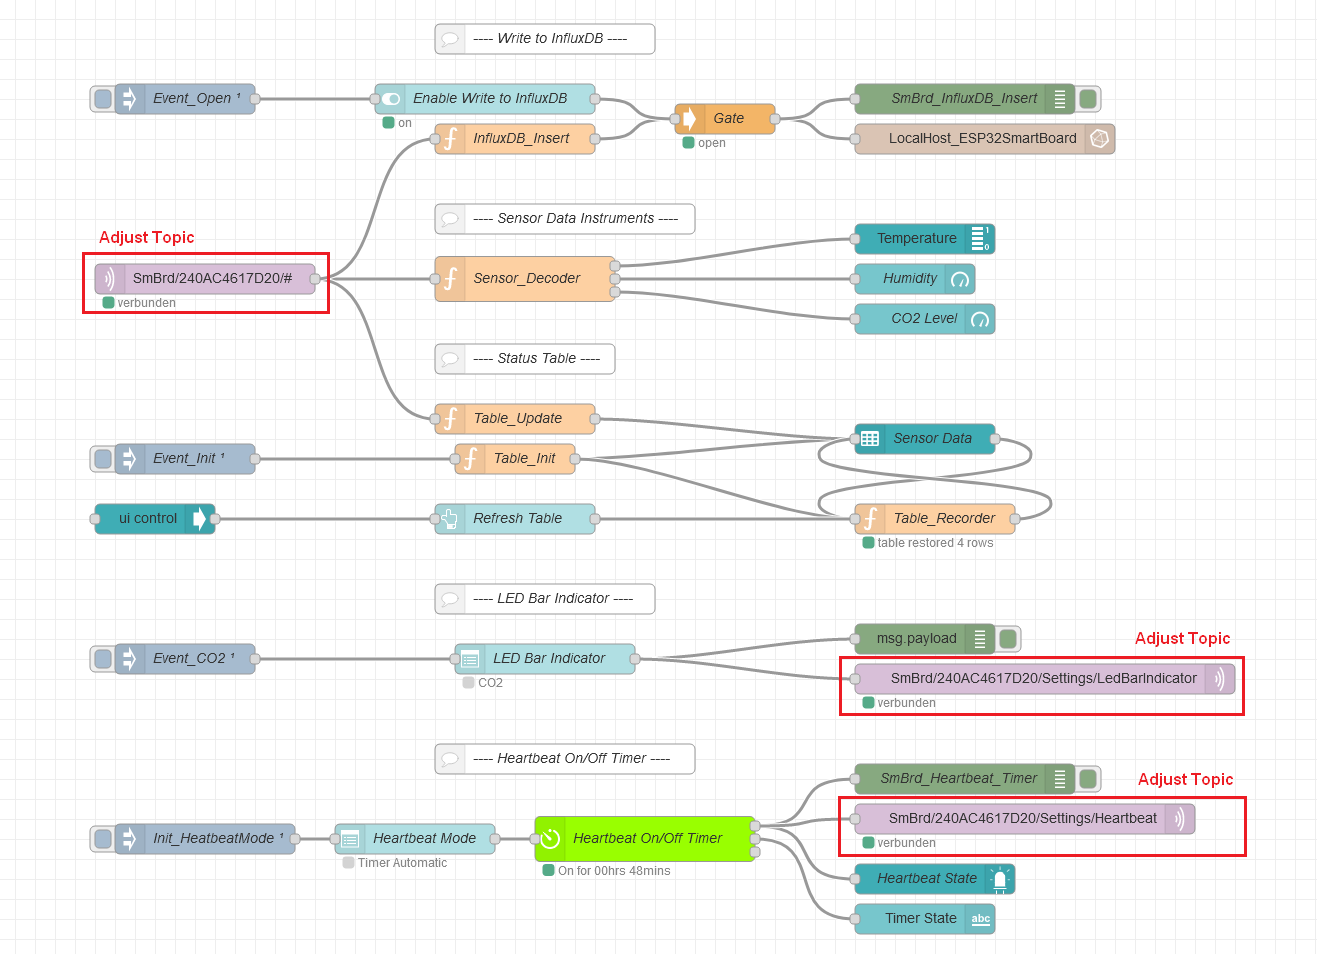 ---- Write to InfluxDB ----
Event_Open ¹
Enable Write to InfluxDB
on
InfluxDB_Insert
Gate
open
SmBrd_InfluxDB_Insert
LocalHost_ESP32SmartBoard
---- Sensor Data Instruments ----
Adjust Topic
SmBrd/240AC4617D20/#
verbunden
Sensor_Decoder
Temperature
1
0
Humidity
CO2 Level
---- Status Table ----
Table_Update
Event_Init ¹
Table_Init
Sensor Data
ui control
Refresh Table
Table_Recorder
table restored 4 rows
---- LED Bar Indicator ----
Event_CO2 ¹
LED Bar Indicator
CO2
msg.payload
Adjust Topic
SmBrd/240AC4617D20/Settings/LedBarIndicator
verbunden
---- Heartbeat On/Off Timer ----
Init_HeatbeatMode ¹
Heartbeat Mode
Timer Automatic
Heartbeat On/Off Timer
On for 00hrs 48mins
SmBrd_Heartbeat_Timer
Adjust Topic
SmBrd/240AC4617D20/Settings/Heartbeat
verbunden
Heartbeat State
Timer State
abc